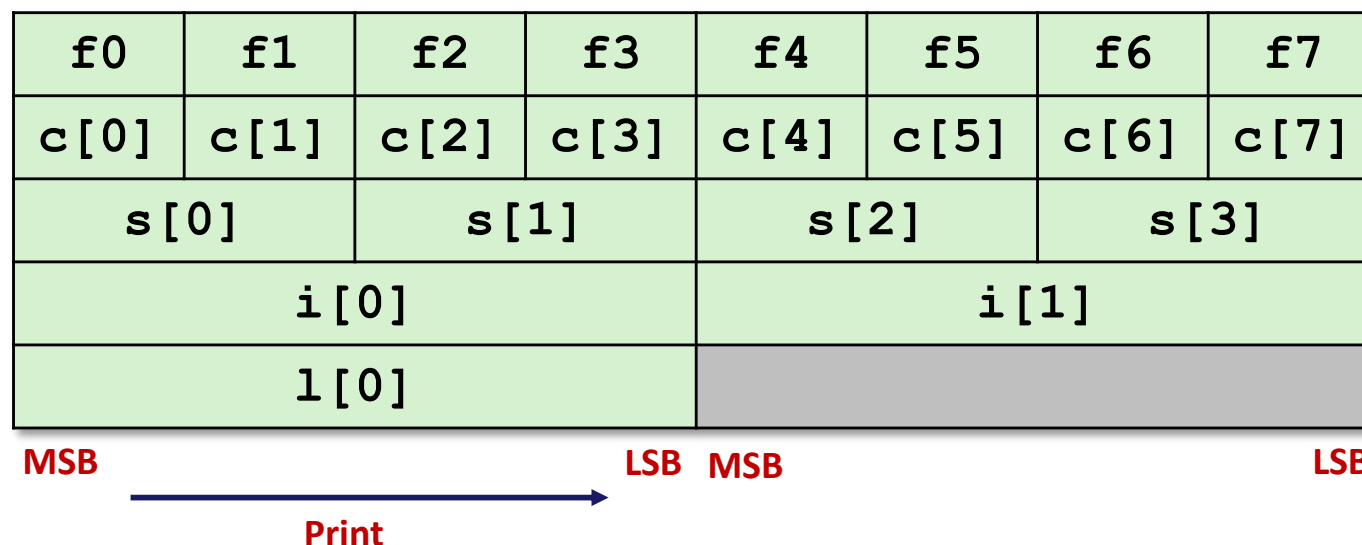 f0 f1 f2 f3 f4 f5 f6 f7
c[0] c[1] c[2] c[3] c[4] c[5] c[6] c[7]
s[0] s[1] s[2] s[3]
i[0] i[1]
l[0]
MSB LSB MSB LSB
Print